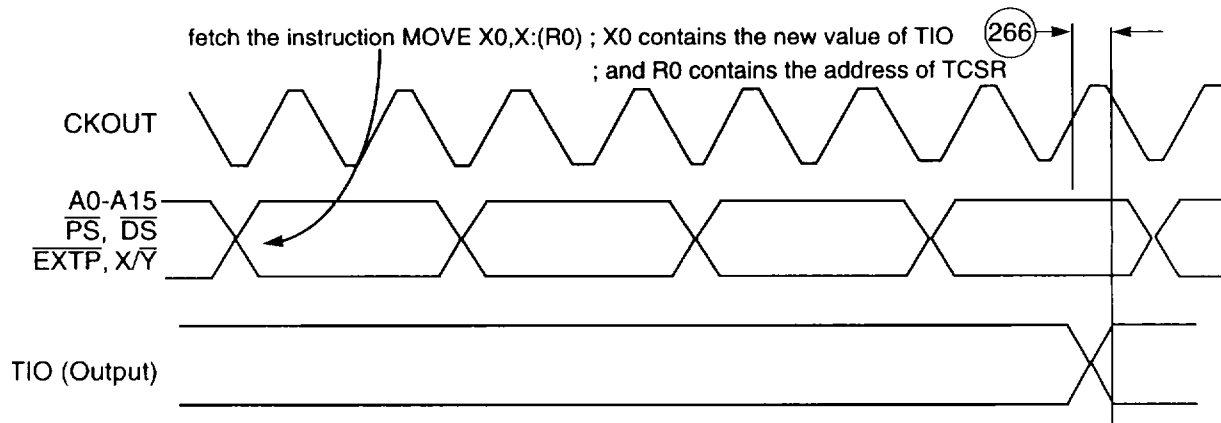 fetch the instruction MOVE X0,X:(R0) ; X0 contains the new value of TIO
; and R0 contains the address of TCSR
266
CKOUT
A0-A15
PS, DS
EXTP, X/Y
TIO (Output)